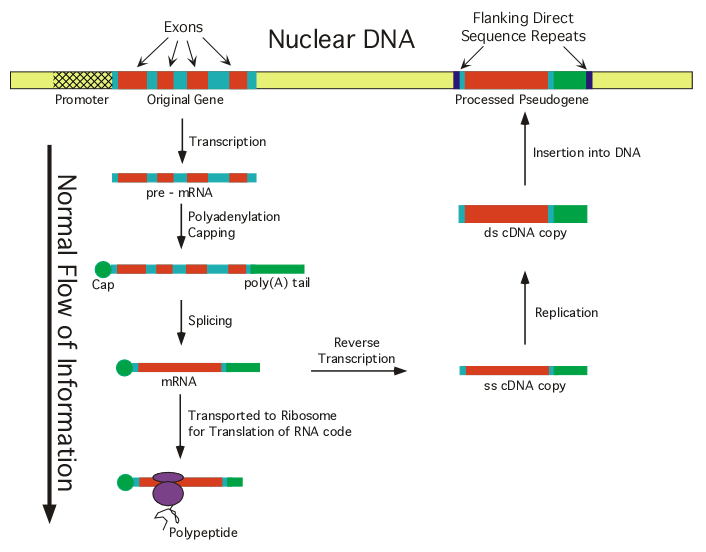 Exons
Nuclear DNA
Flanking Direct
Sequence Repeats
Promoter
Original Gene
Processed Pseudogene
Transcription
Insertion into DNA
pre - mRNA
Polyadenylation
Capping
ds cDNA copy
Cap
poly(A) tail
Splicing
Replication
Reverse
Transcription
mRNA
ss cDNA copy
Transported to Ribosome
for Translation of RNA code
Polypeptide
Normal Flow of Information